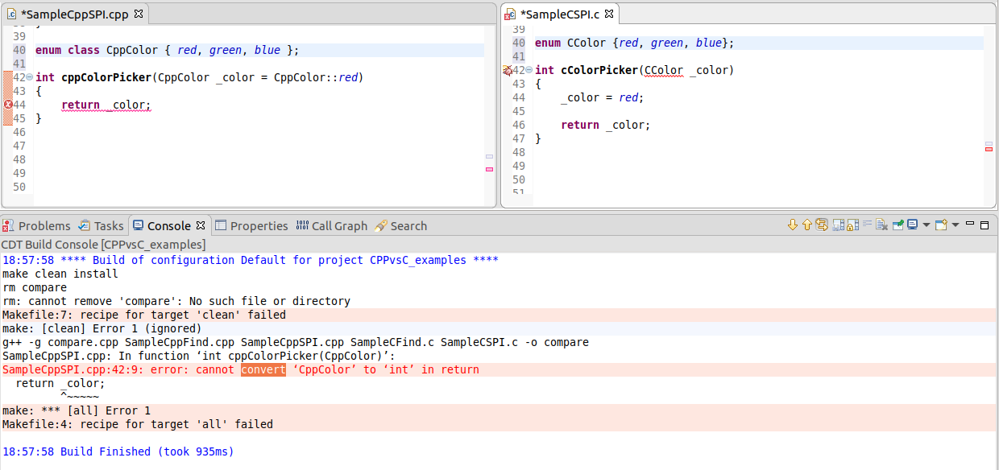 *SampleCppSPI.cpp
39
40 enum class CppColor { red, green, blue };
41
42 int cppColorPicker(CppColor _color = CppColor::red)
43 {
44     return _color;
45 }
46
47
48
49
50
*SampleCSPI.c
39
40 enum CColor {red, green, blue};
41
42 int cColorPicker(CColor _color)
43 {
44     _color = red;
45
46     return _color;
47 }
48
49
50
51
Problems Tasks Console Properties Call Graph Search
CDT Build Console [CPPvsC_examples]
18:57:58 **** Build of configuration Default for project CPPvsC_examples ****
make clean install
rm compare
rm: cannot remove 'compare': No such file or directory
Makefile:7: recipe for target 'clean' failed
make: [clean] Error 1 (ignored)
g++ -g compare.cpp SampleCppFind.cpp SampleCppSPI.cpp SampleCFind.c SampleCSPI.c -o compare
SampleCppSPI.cpp: In function ‘int cppColorPicker(CppColor)’:
SampleCppSPI.cpp:42:9: error: cannot convert ‘CppColor’ to ‘int’ in return
  return _color;
         ^~~~~~
make: *** [all] Error 1
Makefile:4: recipe for target 'all' failed
18:57:58 Build Finished (took 935ms)